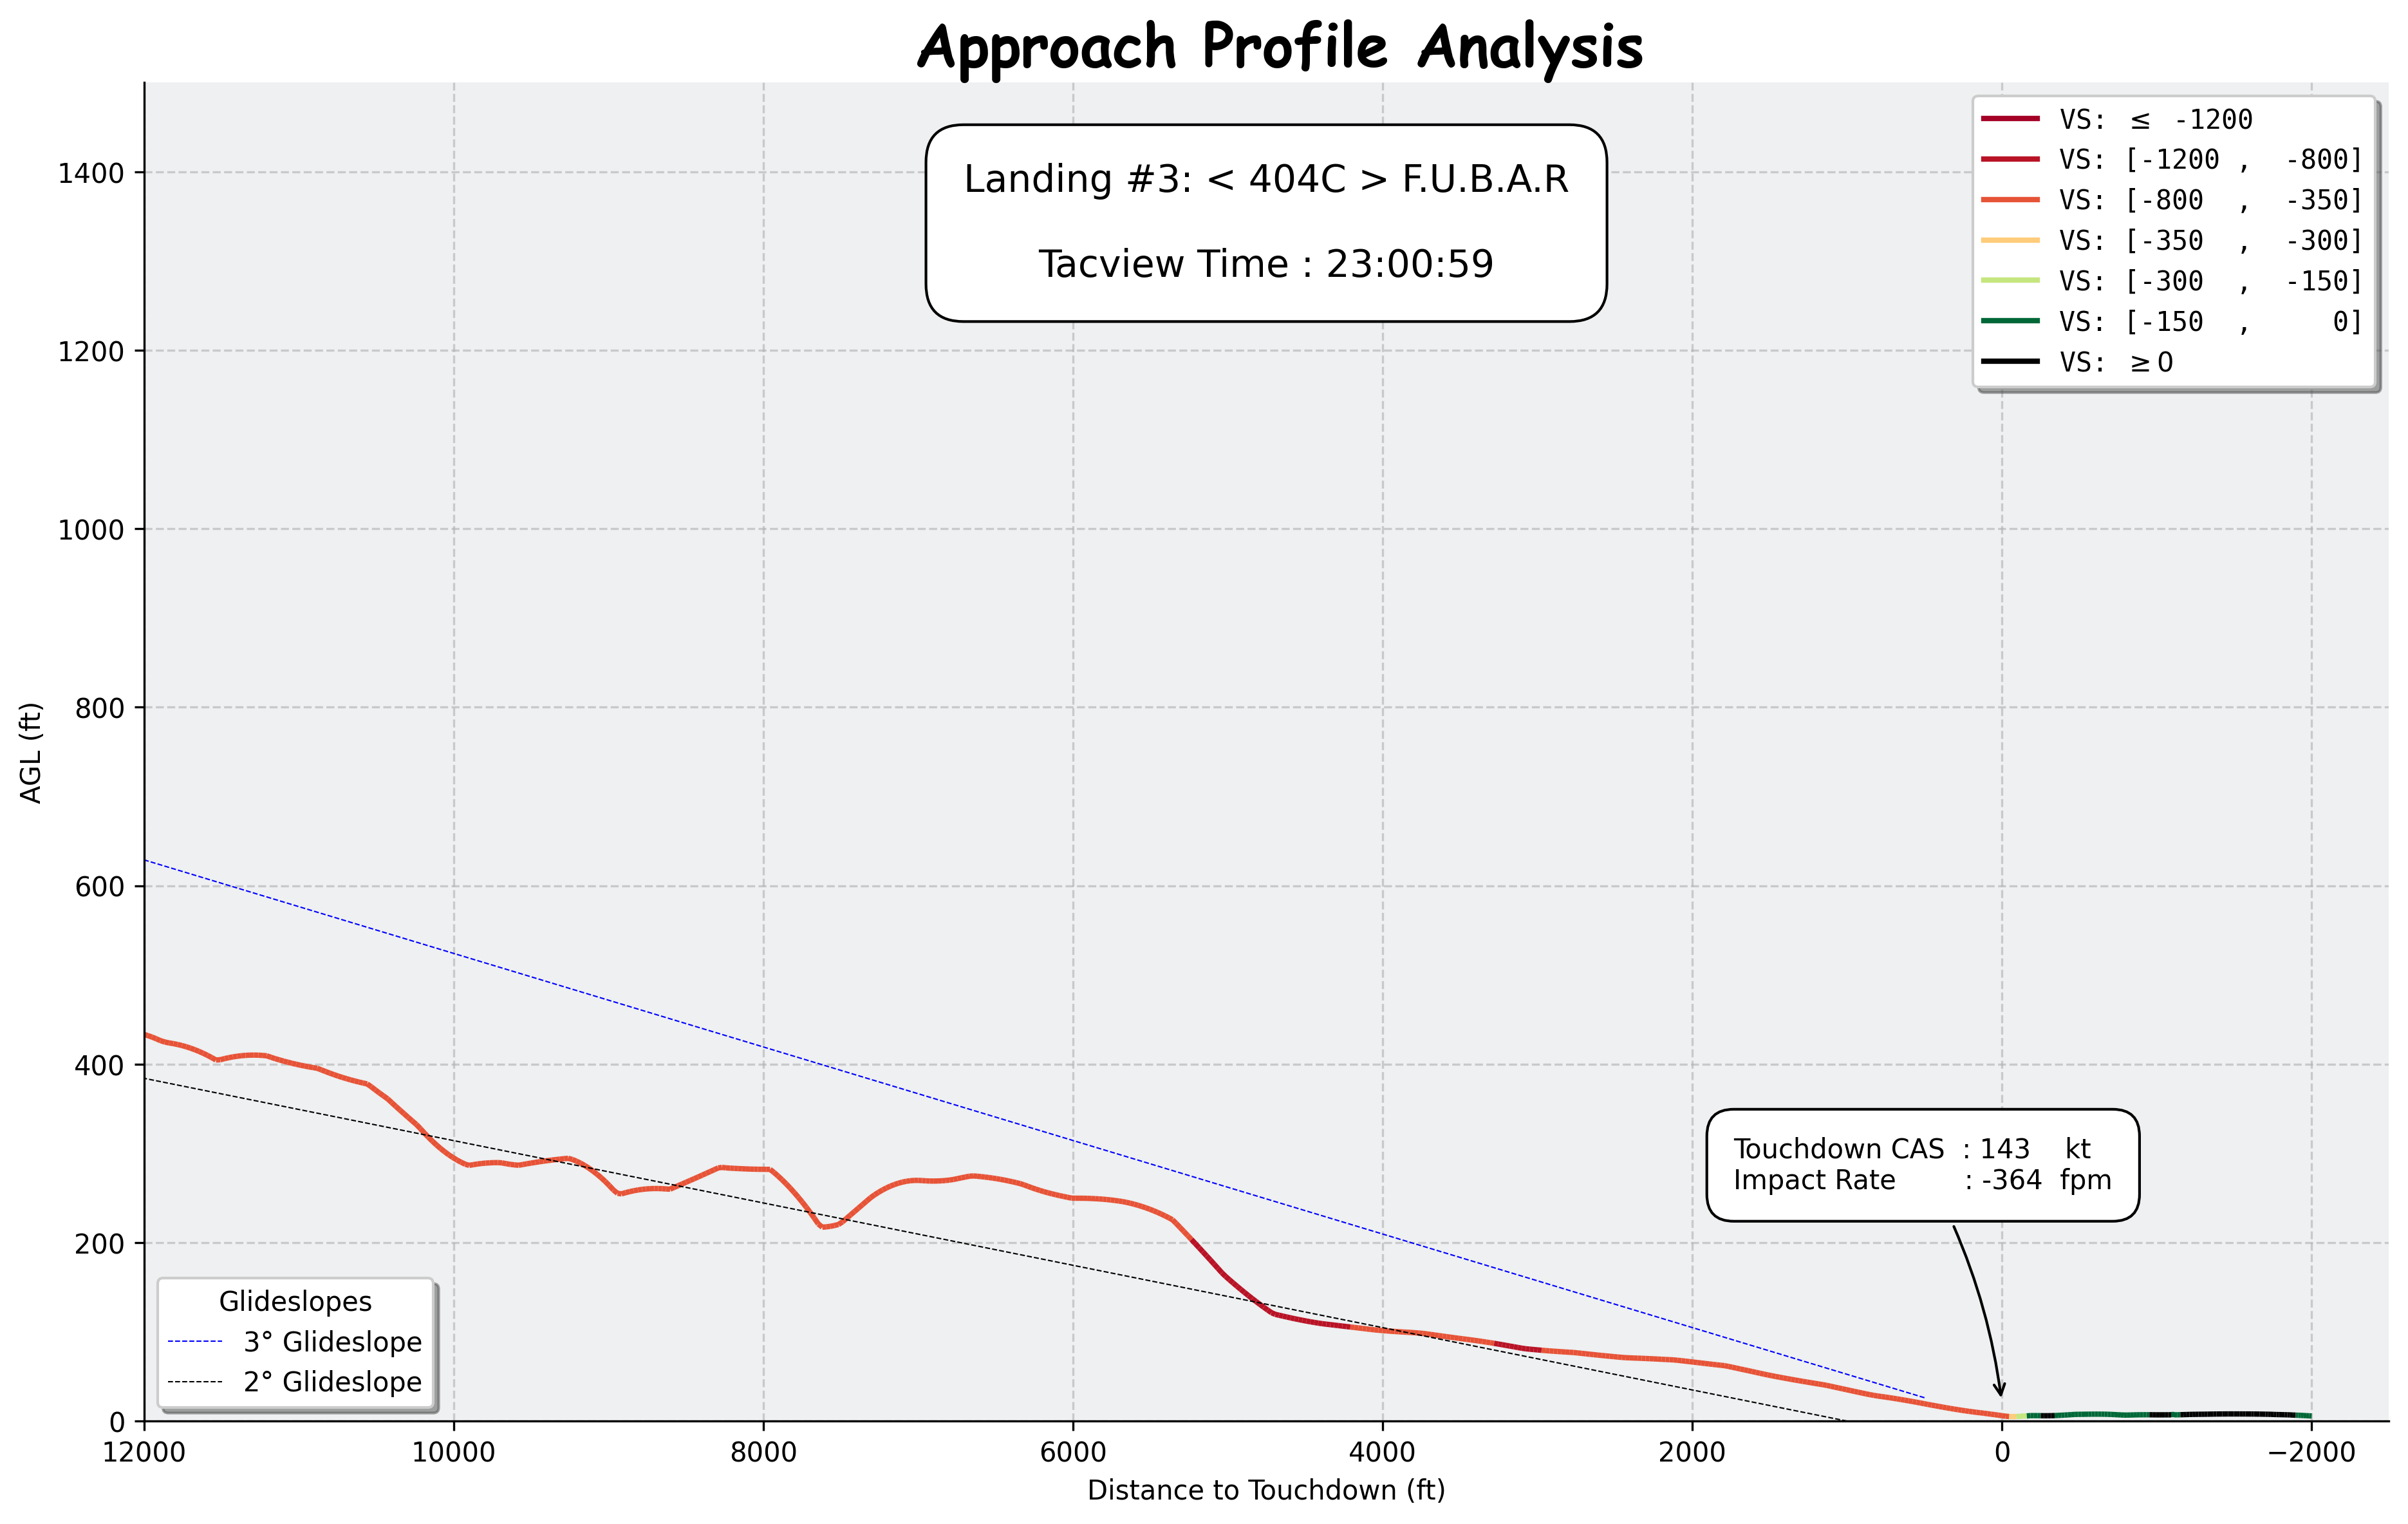 Approach Profile Analysis
Landing #3: < 404C > F.U.B.A.R
Tacview Time : 23:00:59
VS: ≤ -1200
VS: [-1200 , -800]
VS: [-800 , -350]
VS: [-350 , -300]
VS: [-300 , -150]
VS: [-150 , 0]
VS: ≥0
AGL (ft)
1400
1200
1000
800
600
400
200
0
Touchdown CAS : 143 kt
Impact Rate : -364 fpm
Glideslopes
3° Glideslope
2° Glideslope
12000
10000
8000
6000
4000
2000
0
−2000
Distance to Touchdown (ft)